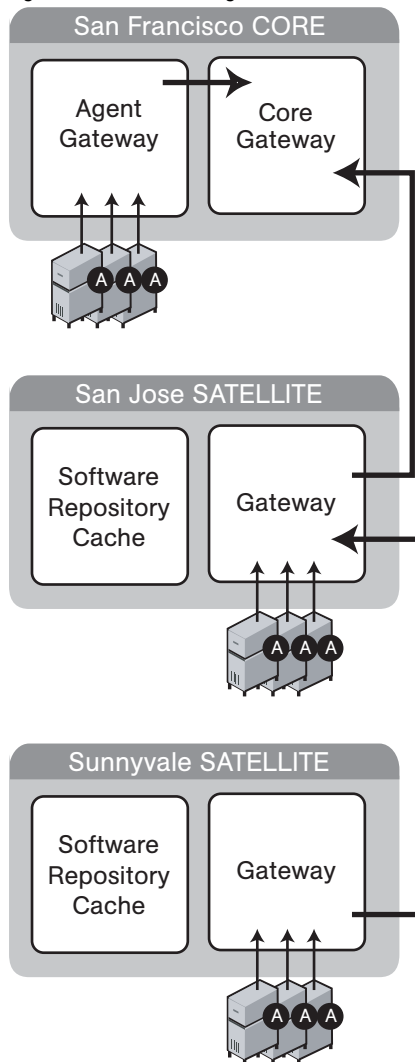 San Francisco CORE
Agent
Gateway
Core
Gateway
A A A
San Jose SATELLITE
Software
Repository
Cache
Gateway
A A A
Sunnyvale SATELLITE
Software
Repository
Cache
Gateway
A A A